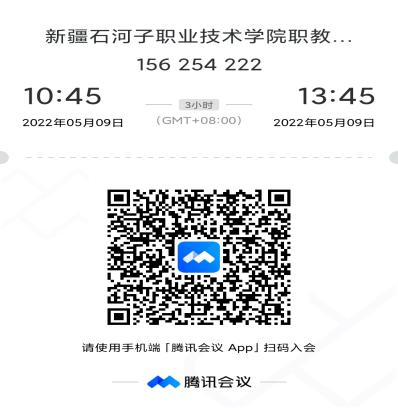 新疆石河子职业技术学院职教...
156 254 222
10:45
3小时
13:45
2022年05月09日
(GMT+08:00)
2022年05月09日
请使用手机端「腾讯会议 App」扫码入会
腾讯会议